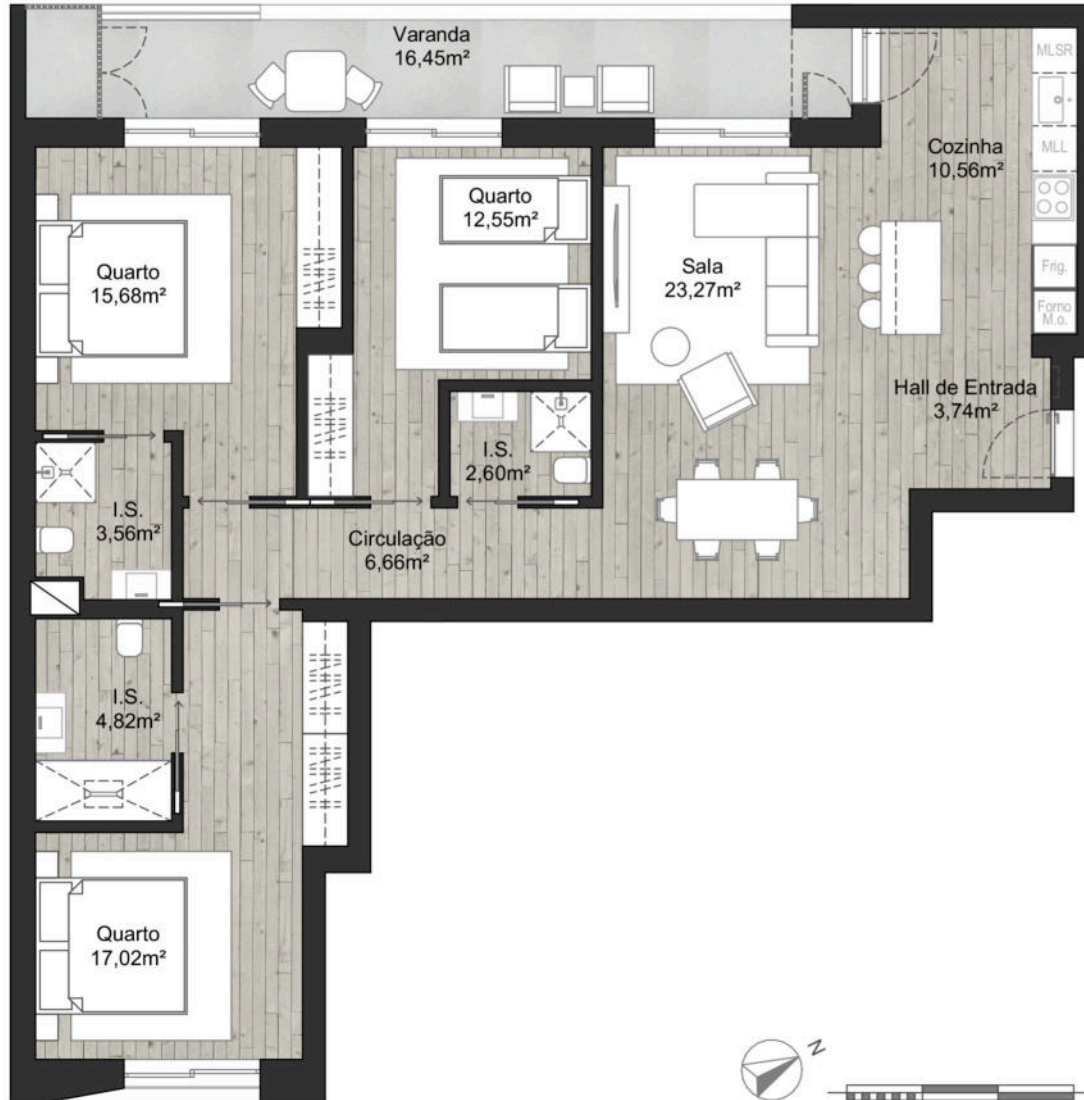 Varanda
16,45m²
MLSR
Cozinha
10,56m²
MLL
Quarto
12,55m²
Quarto
15,68m²
Sala
23,27m²
Frig.
Forno
M.o.
Hall de Entrada
3,74m²
I.S.
2,60m²
I.S.
3,56m²
Circulação
6,66m²
I.S.
4,82m²
Quarto
17,02m²
N